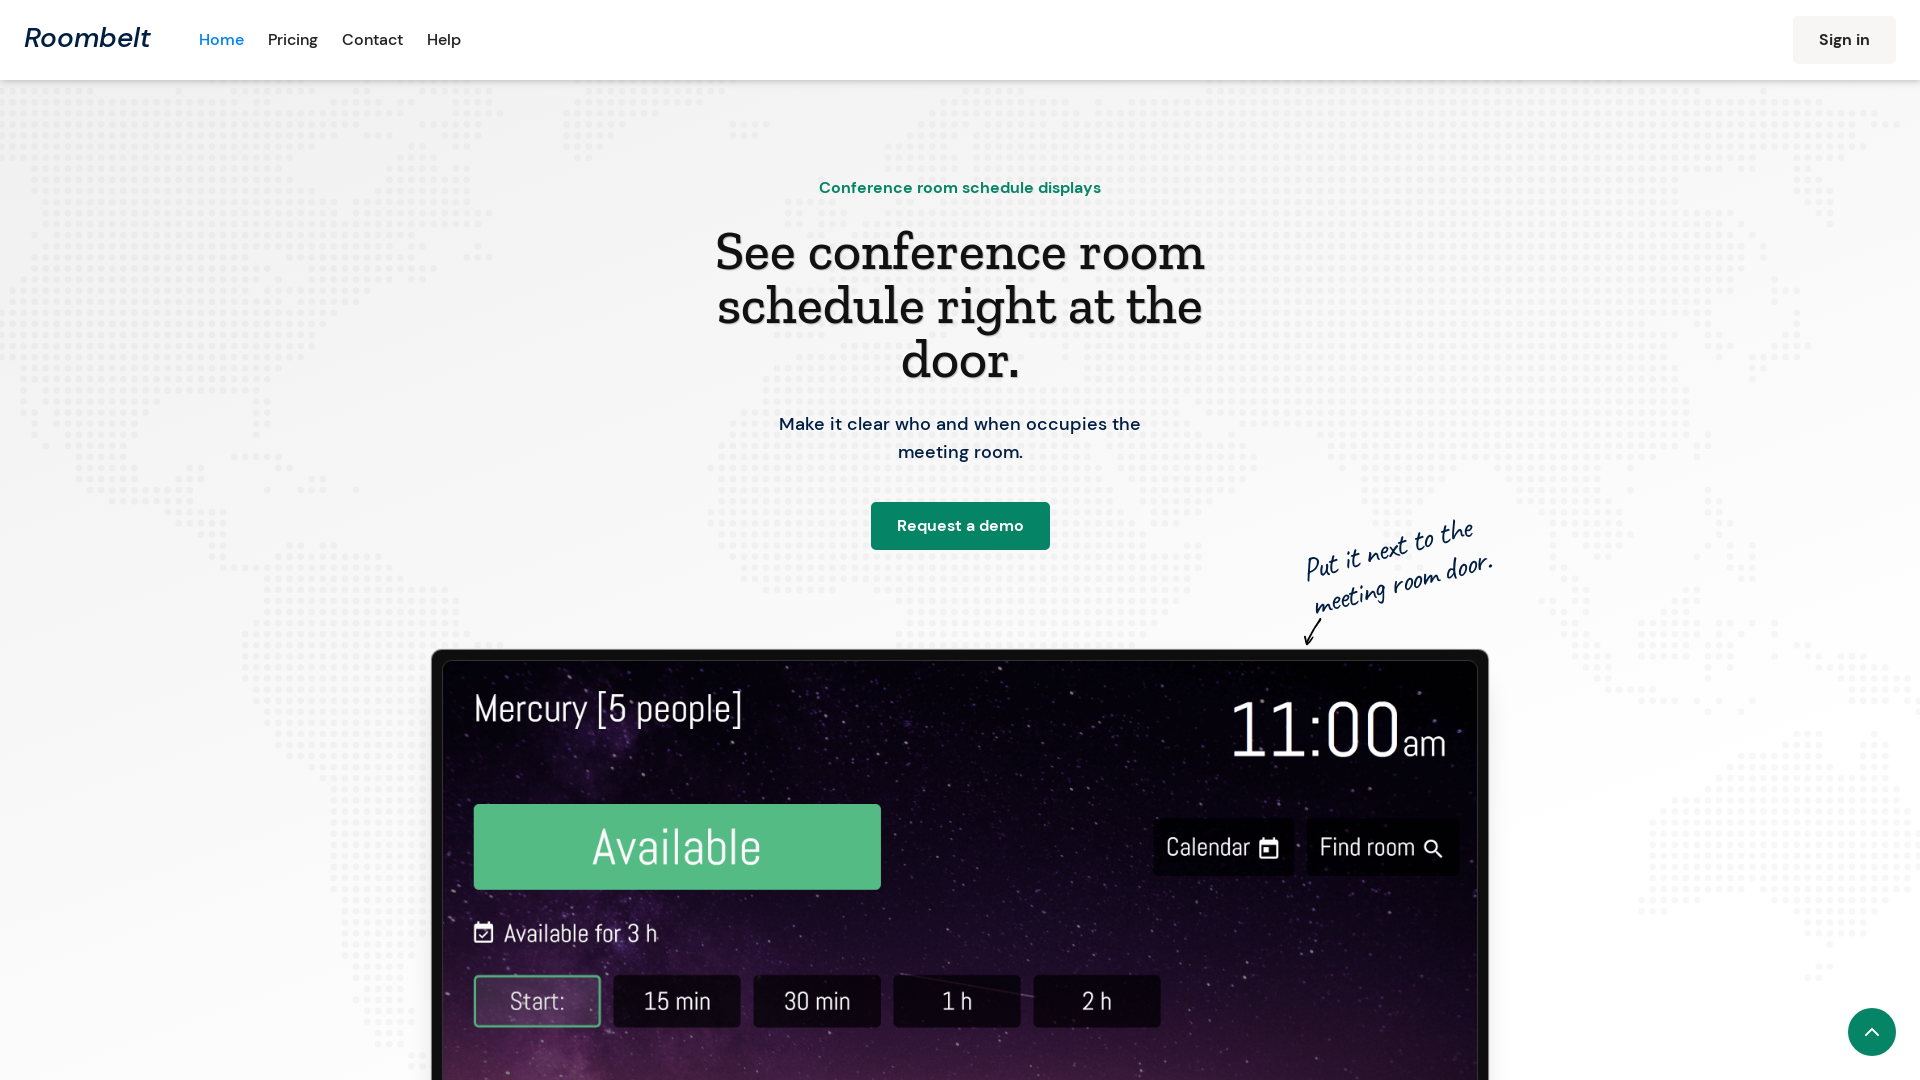 Roombelt
Home
Pricing
Contact
Help
Sign in
Conference room schedule displays
See conference room
schedule right at the
door.
Make it clear who and when occupies the
meeting room.
Request a demo
Put it next to the
meeting room door.
Mercury [5 people]
11:00am
Available
Calendar
Find room
Available for 3 h
Start:
15 min
30 min
1 h
2 h